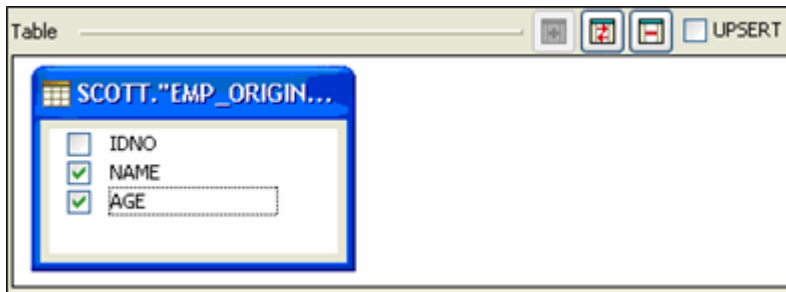 Table
UPSERT
SCOTT."EMP_ORIGIN...
IDNO
NAME
AGE